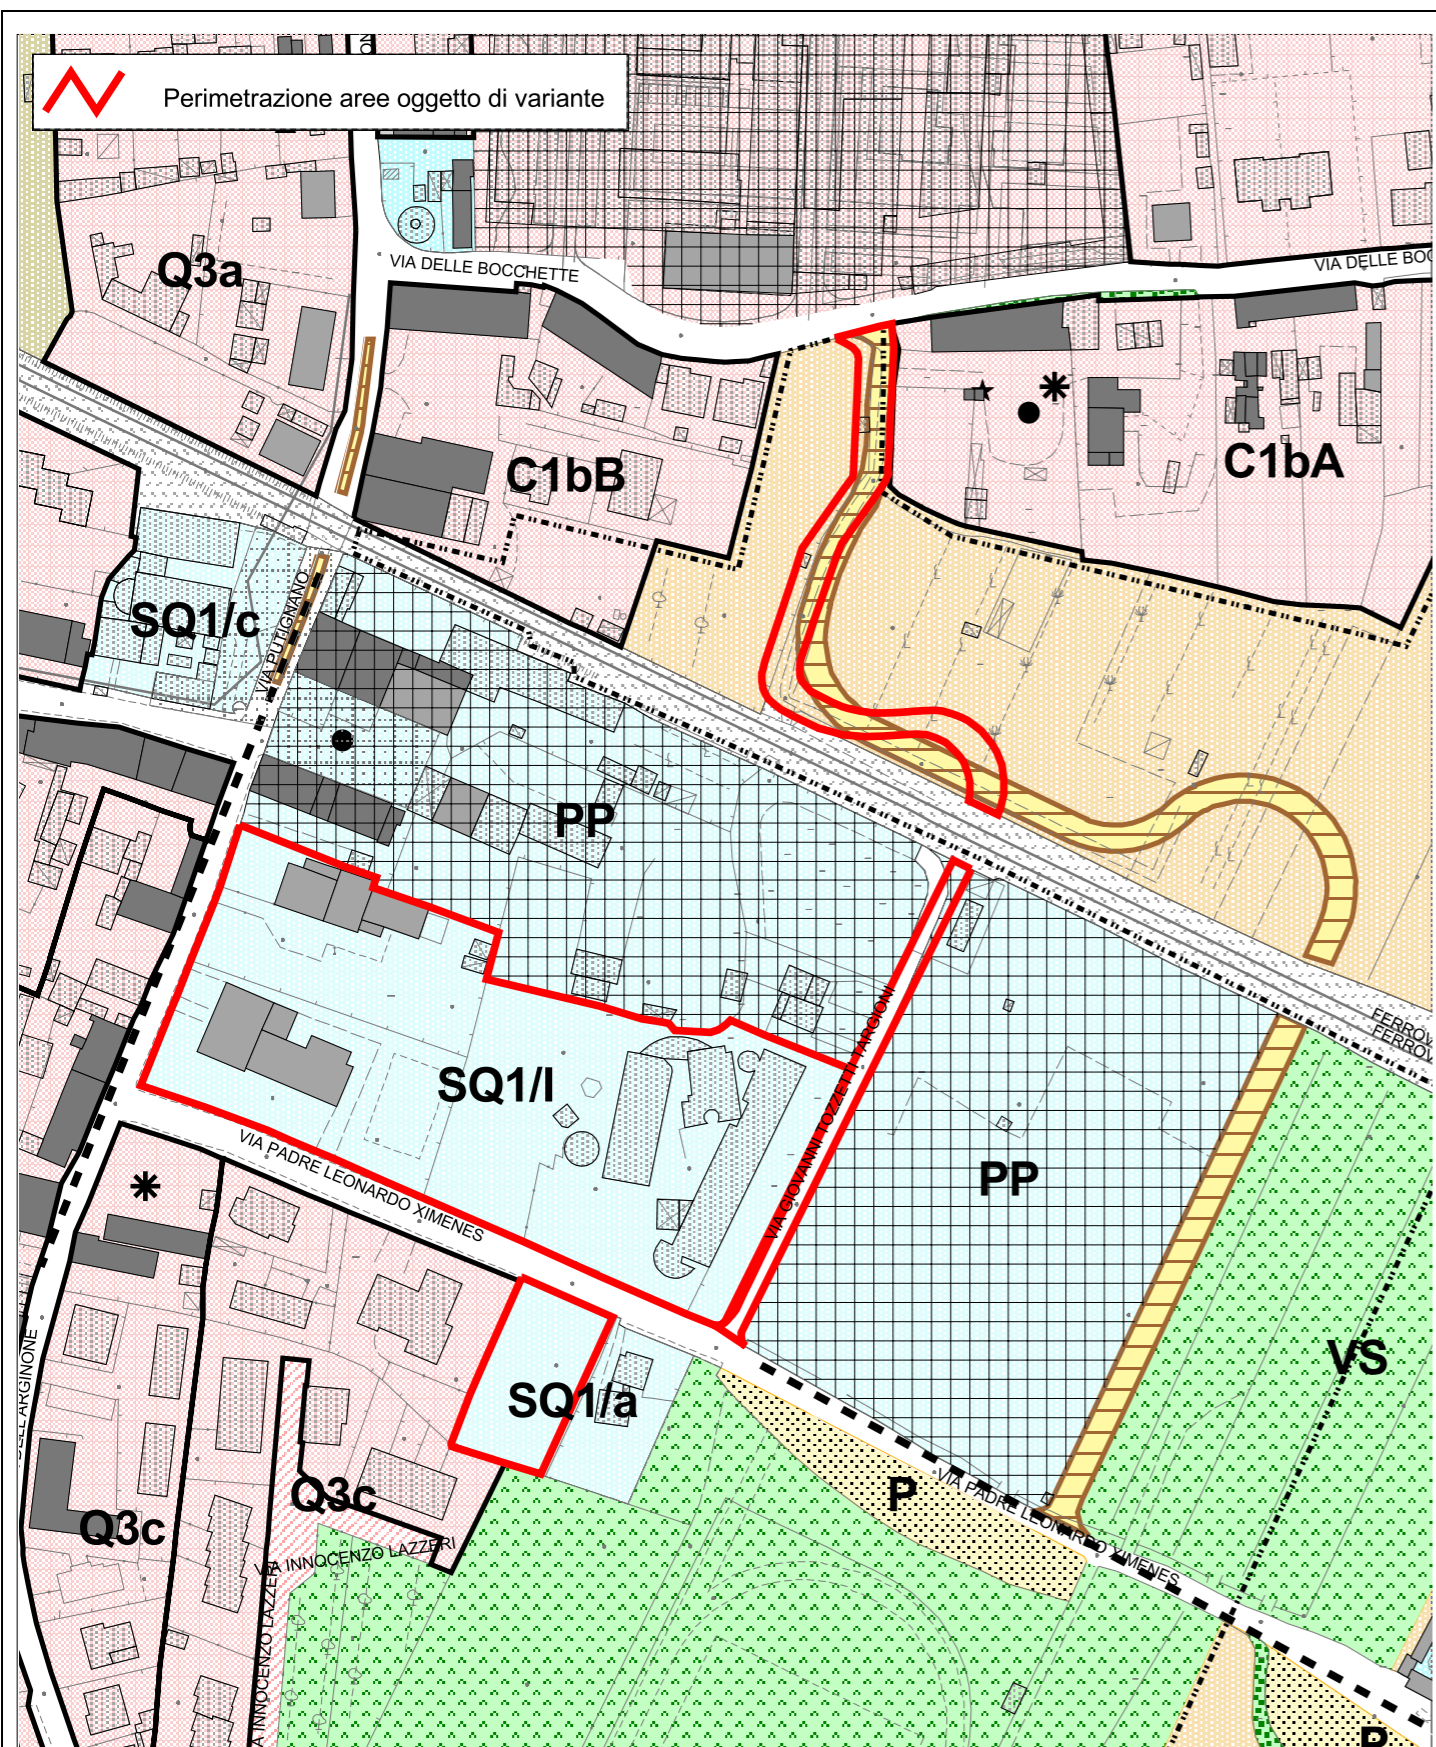 Perimetrazione aree oggetto di variante
Q3a
VIA DELLE BOCCHETTE
VIA DELLE BOC
C1bB
C1bA
SQ1/c
VIA PUTIGNANO
PP
FERROV
FERROV
SQ1/I
VIA GIOVANNI TOZZETTI TARGIONI
PP
VIA PADRE LEONARDO XIMENES
VS
SQ1/a
DELL'ARGINONE
Q3c
Q3c
P
VIA PADRE LEONARDO XIMENES
VIA INNOCENZO LAZZERI
A INNOCENZO LAZZERI
P